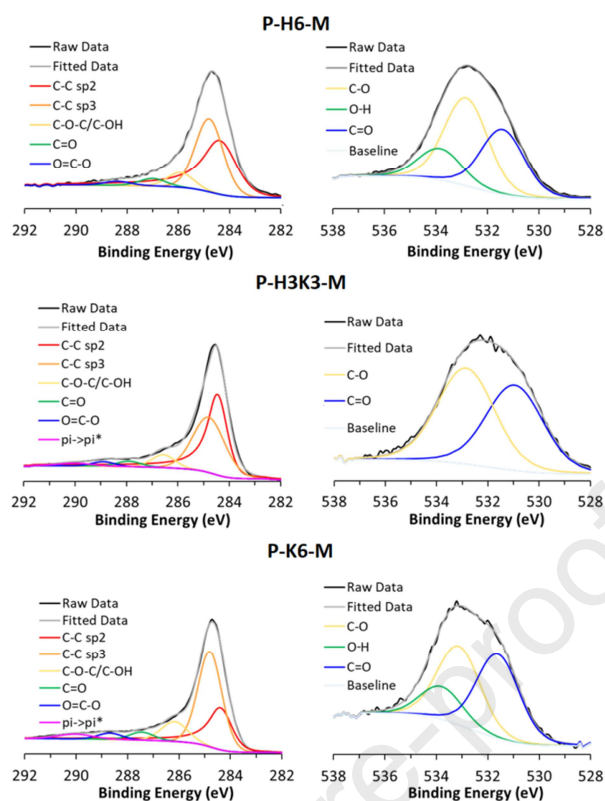 P-H6-M
Raw Data
Fitted Data
C-C sp2
C-C sp3
C-O-C/C-OH
C=O
O=C-O
292 290 288 286 284 282
Binding Energy (eV)
Raw Data
Fitted Data
C-O
O-H
C=O
Baseline
538 536 534 532 530 528
Binding Energy (eV)
P-H3K3-M
Raw Data
Fitted Data
C-C sp2
C-C sp3
C-O-C/C-OH
C=O
O=C-O
pi->pi*
292 290 288 286 284 282
Binding Energy (eV)
Raw Data
Fitted Data
C-O
C=O
Baseline
538 536 534 532 530 528
Binding Energy (eV)
P-K6-M
Raw Data
Fitted Data
C-C sp2
C-C sp3
C-O-C/C-OH
C=O
O=C-O
pi->pi*
292 290 288 286 284 282
Binding Energy (eV)
Raw Data
Fitted Data
C-O
O-H
C=O
Baseline
538 536 534 532 530 528
Binding Energy (eV)
re-proof